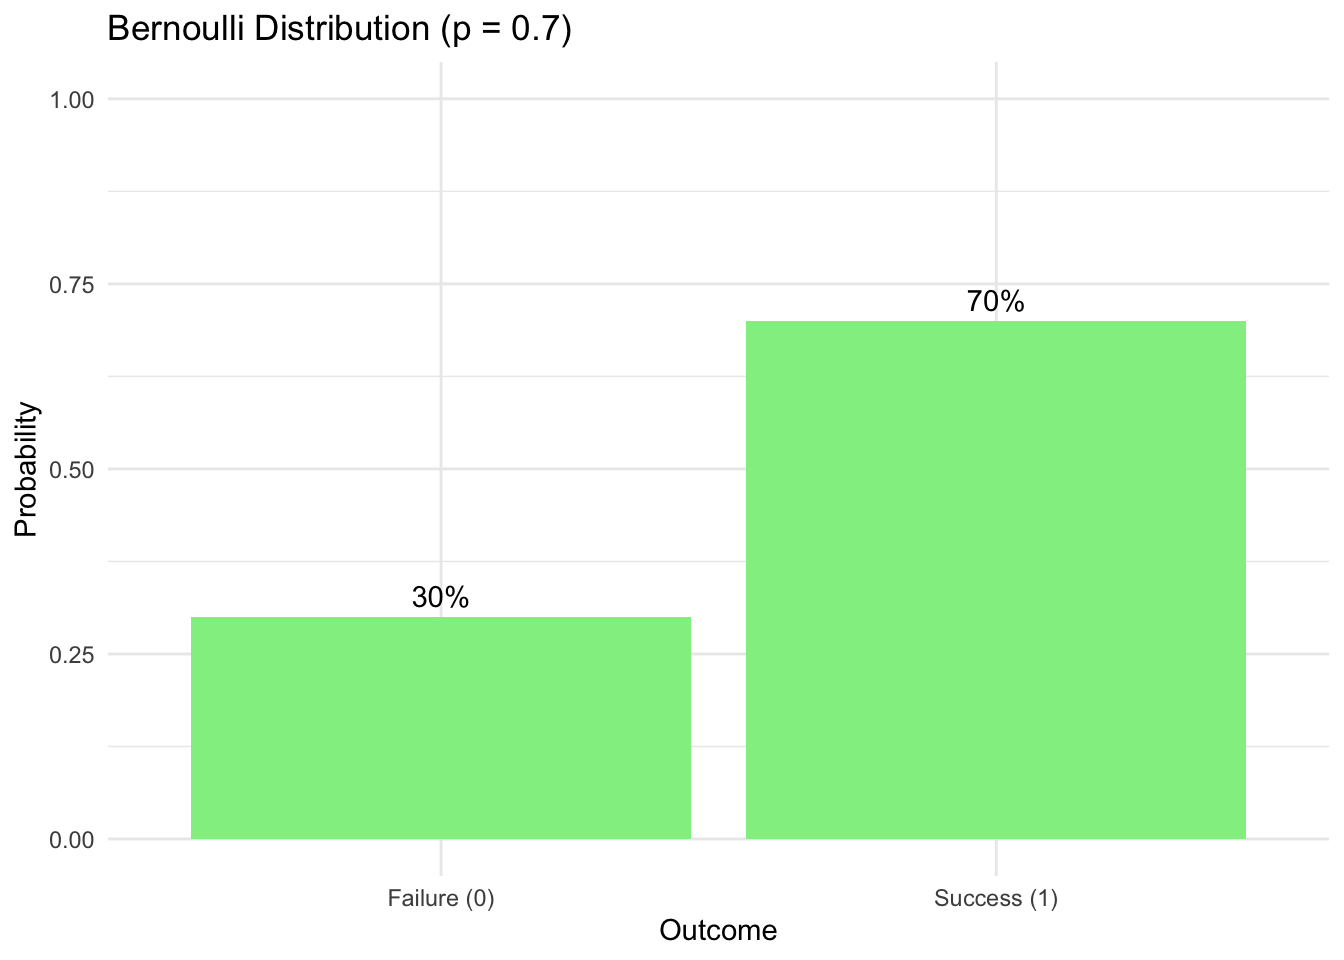 Bernoulli Distribution (p = 0.7)
1.00
0.75
0.50
0.25
0.00
Probability
30%
70%
Failure (0)
Success (1)
Outcome